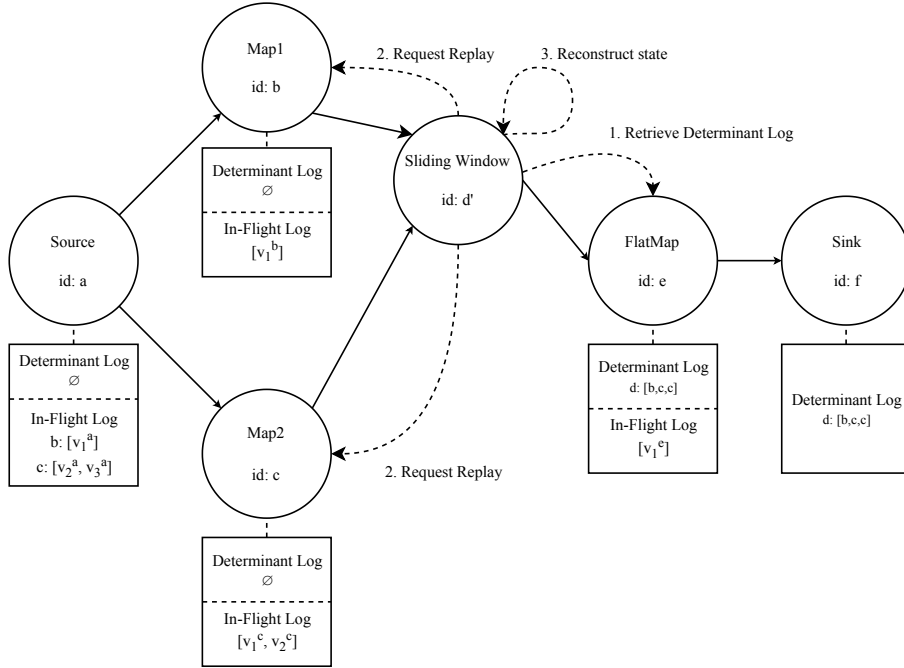 Map1
id: b
2. Request Replay
3. Reconstruct state
1. Retrieve Determinant Log
Sliding Window
id: d'
Determinant Log
∅
In-Flight Log
[v₁ᵇ]
Source
id: a
FlatMap
id: e
Sink
id: f
Determinant Log
∅
In-Flight Log
b: [v₁ᵃ]
c: [v₂ᵃ, v₃ᵃ]
Map2
id: c
2. Request Replay
Determinant Log
d: [b,c,c]
In-Flight Log
[v₁ᵉ]
Determinant Log
d: [b,c,c]
Determinant Log
∅
In-Flight Log
[v₁ᶜ, v₂ᶜ]